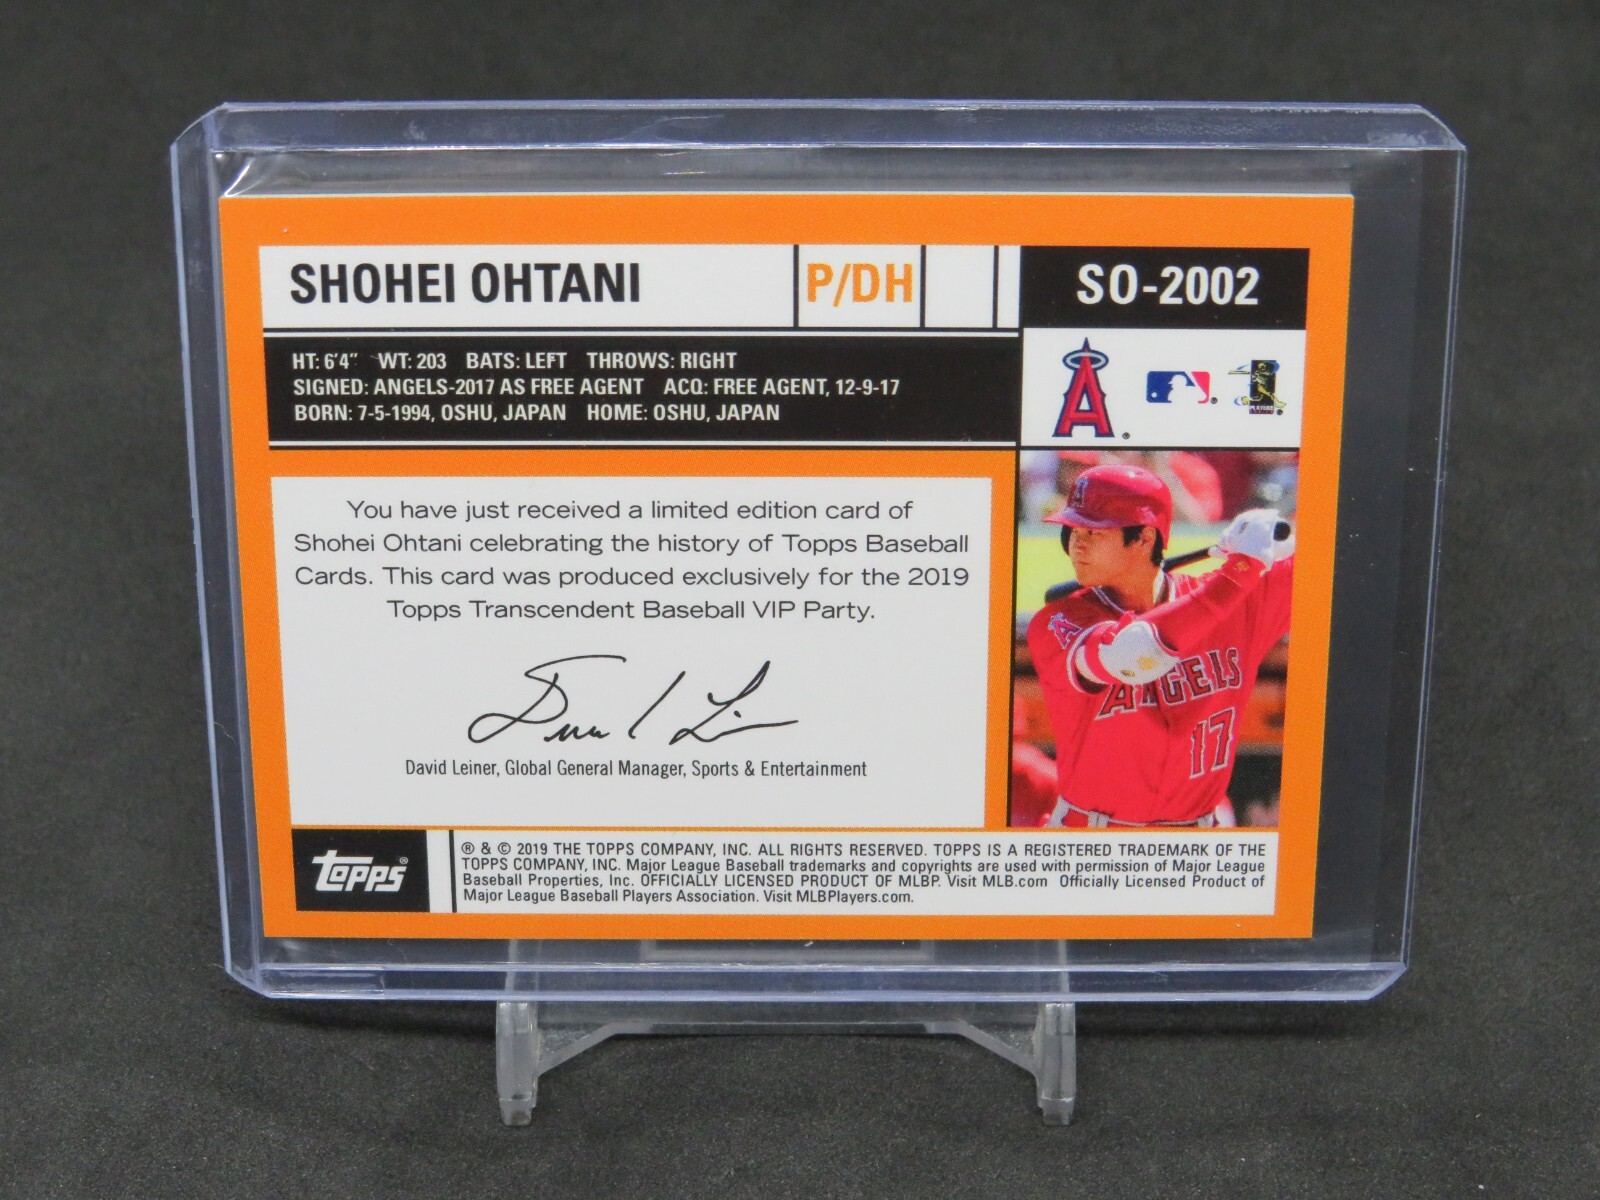 SHOHEI OHTANI P/DH SO-2002
HT: 6'4" WT: 203 BATS: LEFT THROWS: RIGHT
SIGNED: ANGELS-2017 AS FREE AGENT ACQ: FREE AGENT, 12-9-17
BORN: 7-5-1994, OSHU, JAPAN HOME: OSHU, JAPAN
A
PLAYERS
You have just received a limited edition card of
Shohei Ohtani celebrating the history of Topps Baseball
Cards. This card was produced exclusively for the 2019
Topps Transcendent Baseball VIP Party.
David Leiner, Global General Manager, Sports & Entertainment
A
ANGELS
17
topps®
® & © 2019 THE TOPPS COMPANY, INC. ALL RIGHTS RESERVED. TOPPS IS A REGISTERED TRADEMARK OF THE
TOPPS COMPANY, INC. Major League Baseball trademarks and copyrights are used with permission of Major League
Baseball Properties, Inc. OFFICIALLY LICENSED PRODUCT OF MLBP. Visit MLB.com Officially Licensed Product of
Major League Baseball Players Association. Visit MLBPlayers.com.